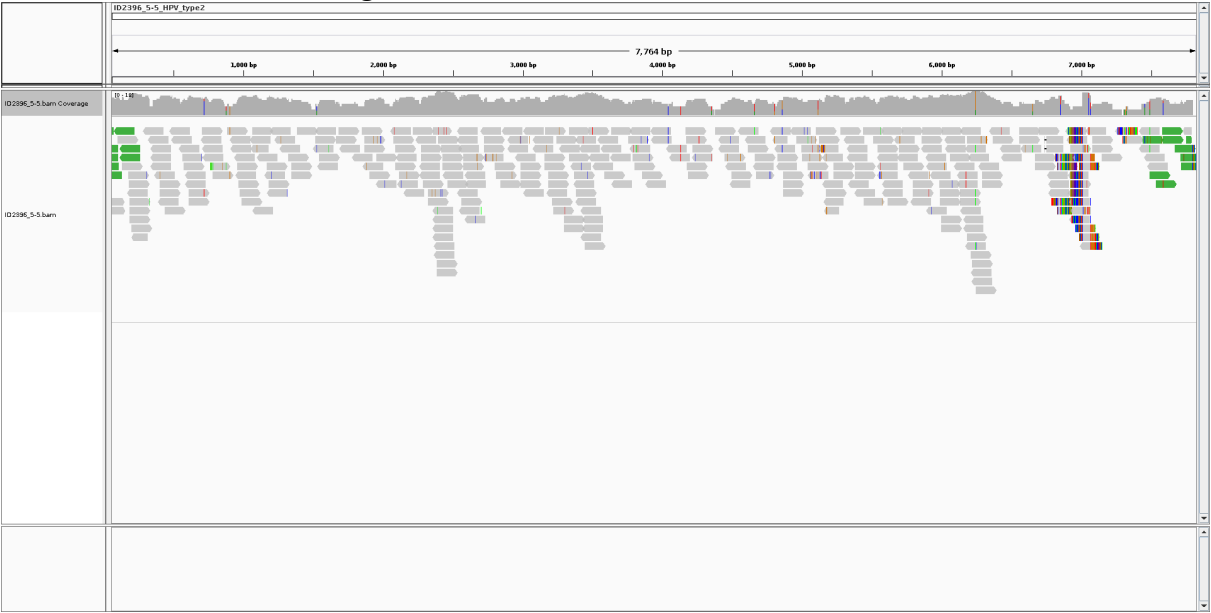 ID2396_5-5_HPV_type2
7,764 bp
1,000 bp 2,000 bp 3,000 bp 4,000 bp 5,000 bp 6,000 bp 7,000 bp
ID2396_5-5.bam Coverage
ID2396_5-5.bam